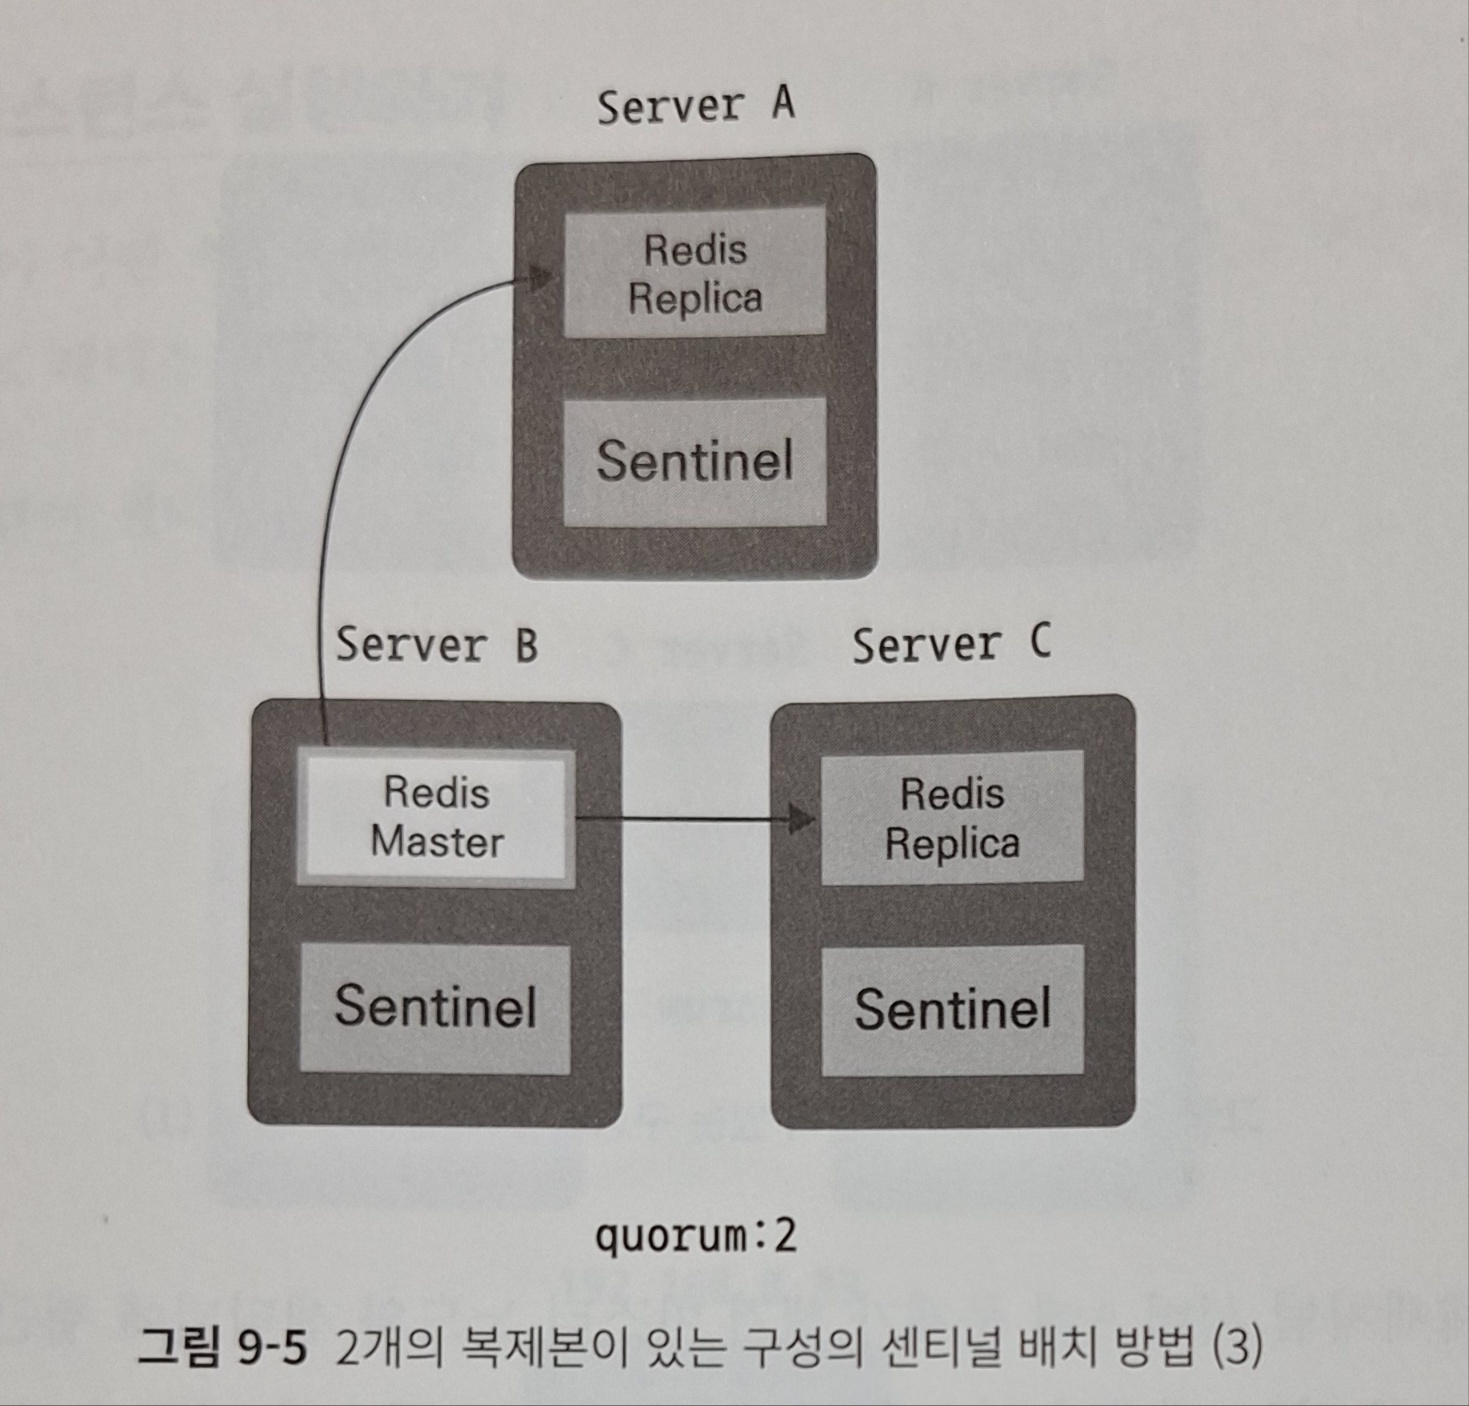 Server A
Redis
Replica
Sentinel
Server B
Redis
Master
Sentinel
Server C
Redis
Replica
Sentinel
quorum:2
그림 9-5 2개의 복제본이 있는 구성의 센티널 배치 방법 (3)